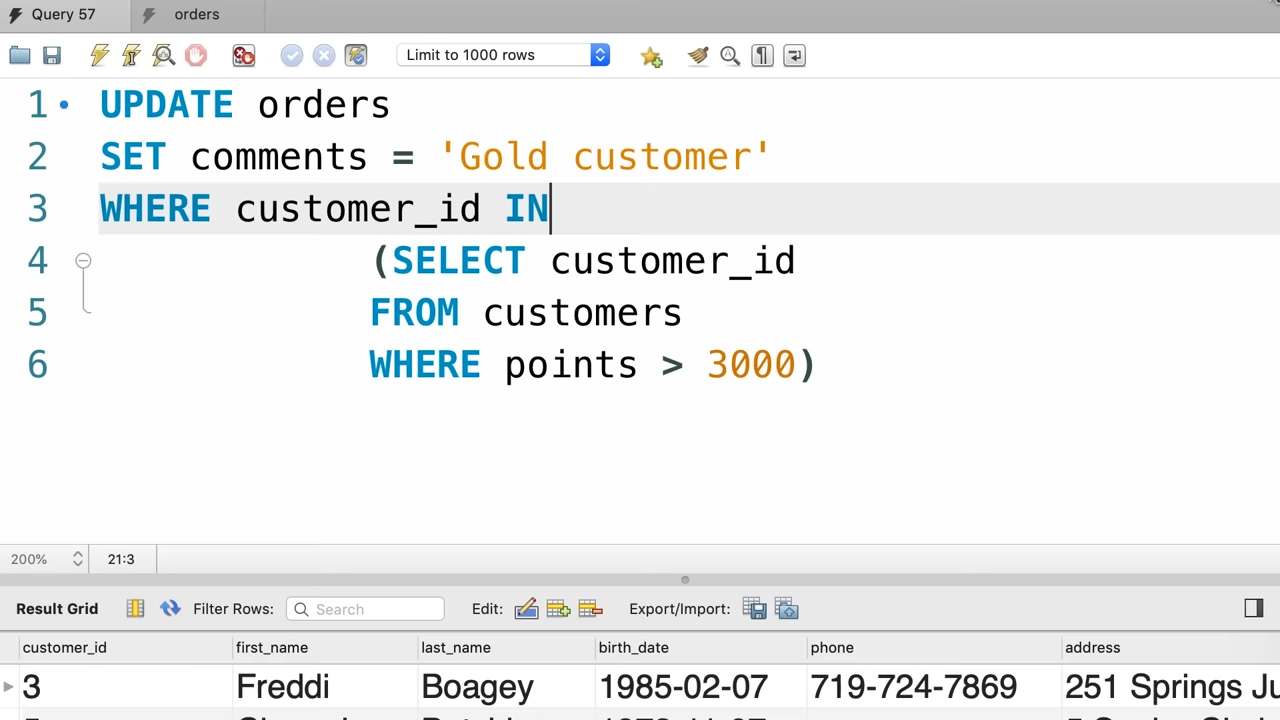 Query 57 orders
Limit to 1000 rows
1 UPDATE orders
2 SET comments = 'Gold customer'
3 WHERE customer_id IN
4 (SELECT customer_id
5 FROM customers
6 WHERE points > 3000)
200% 21:3
Result Grid Filter Rows: Search Edit: Export/Import:
customer_id first_name last_name birth_date phone address
3 Freddi Boagey 1985-02-07 719-724-7869 251 Springs